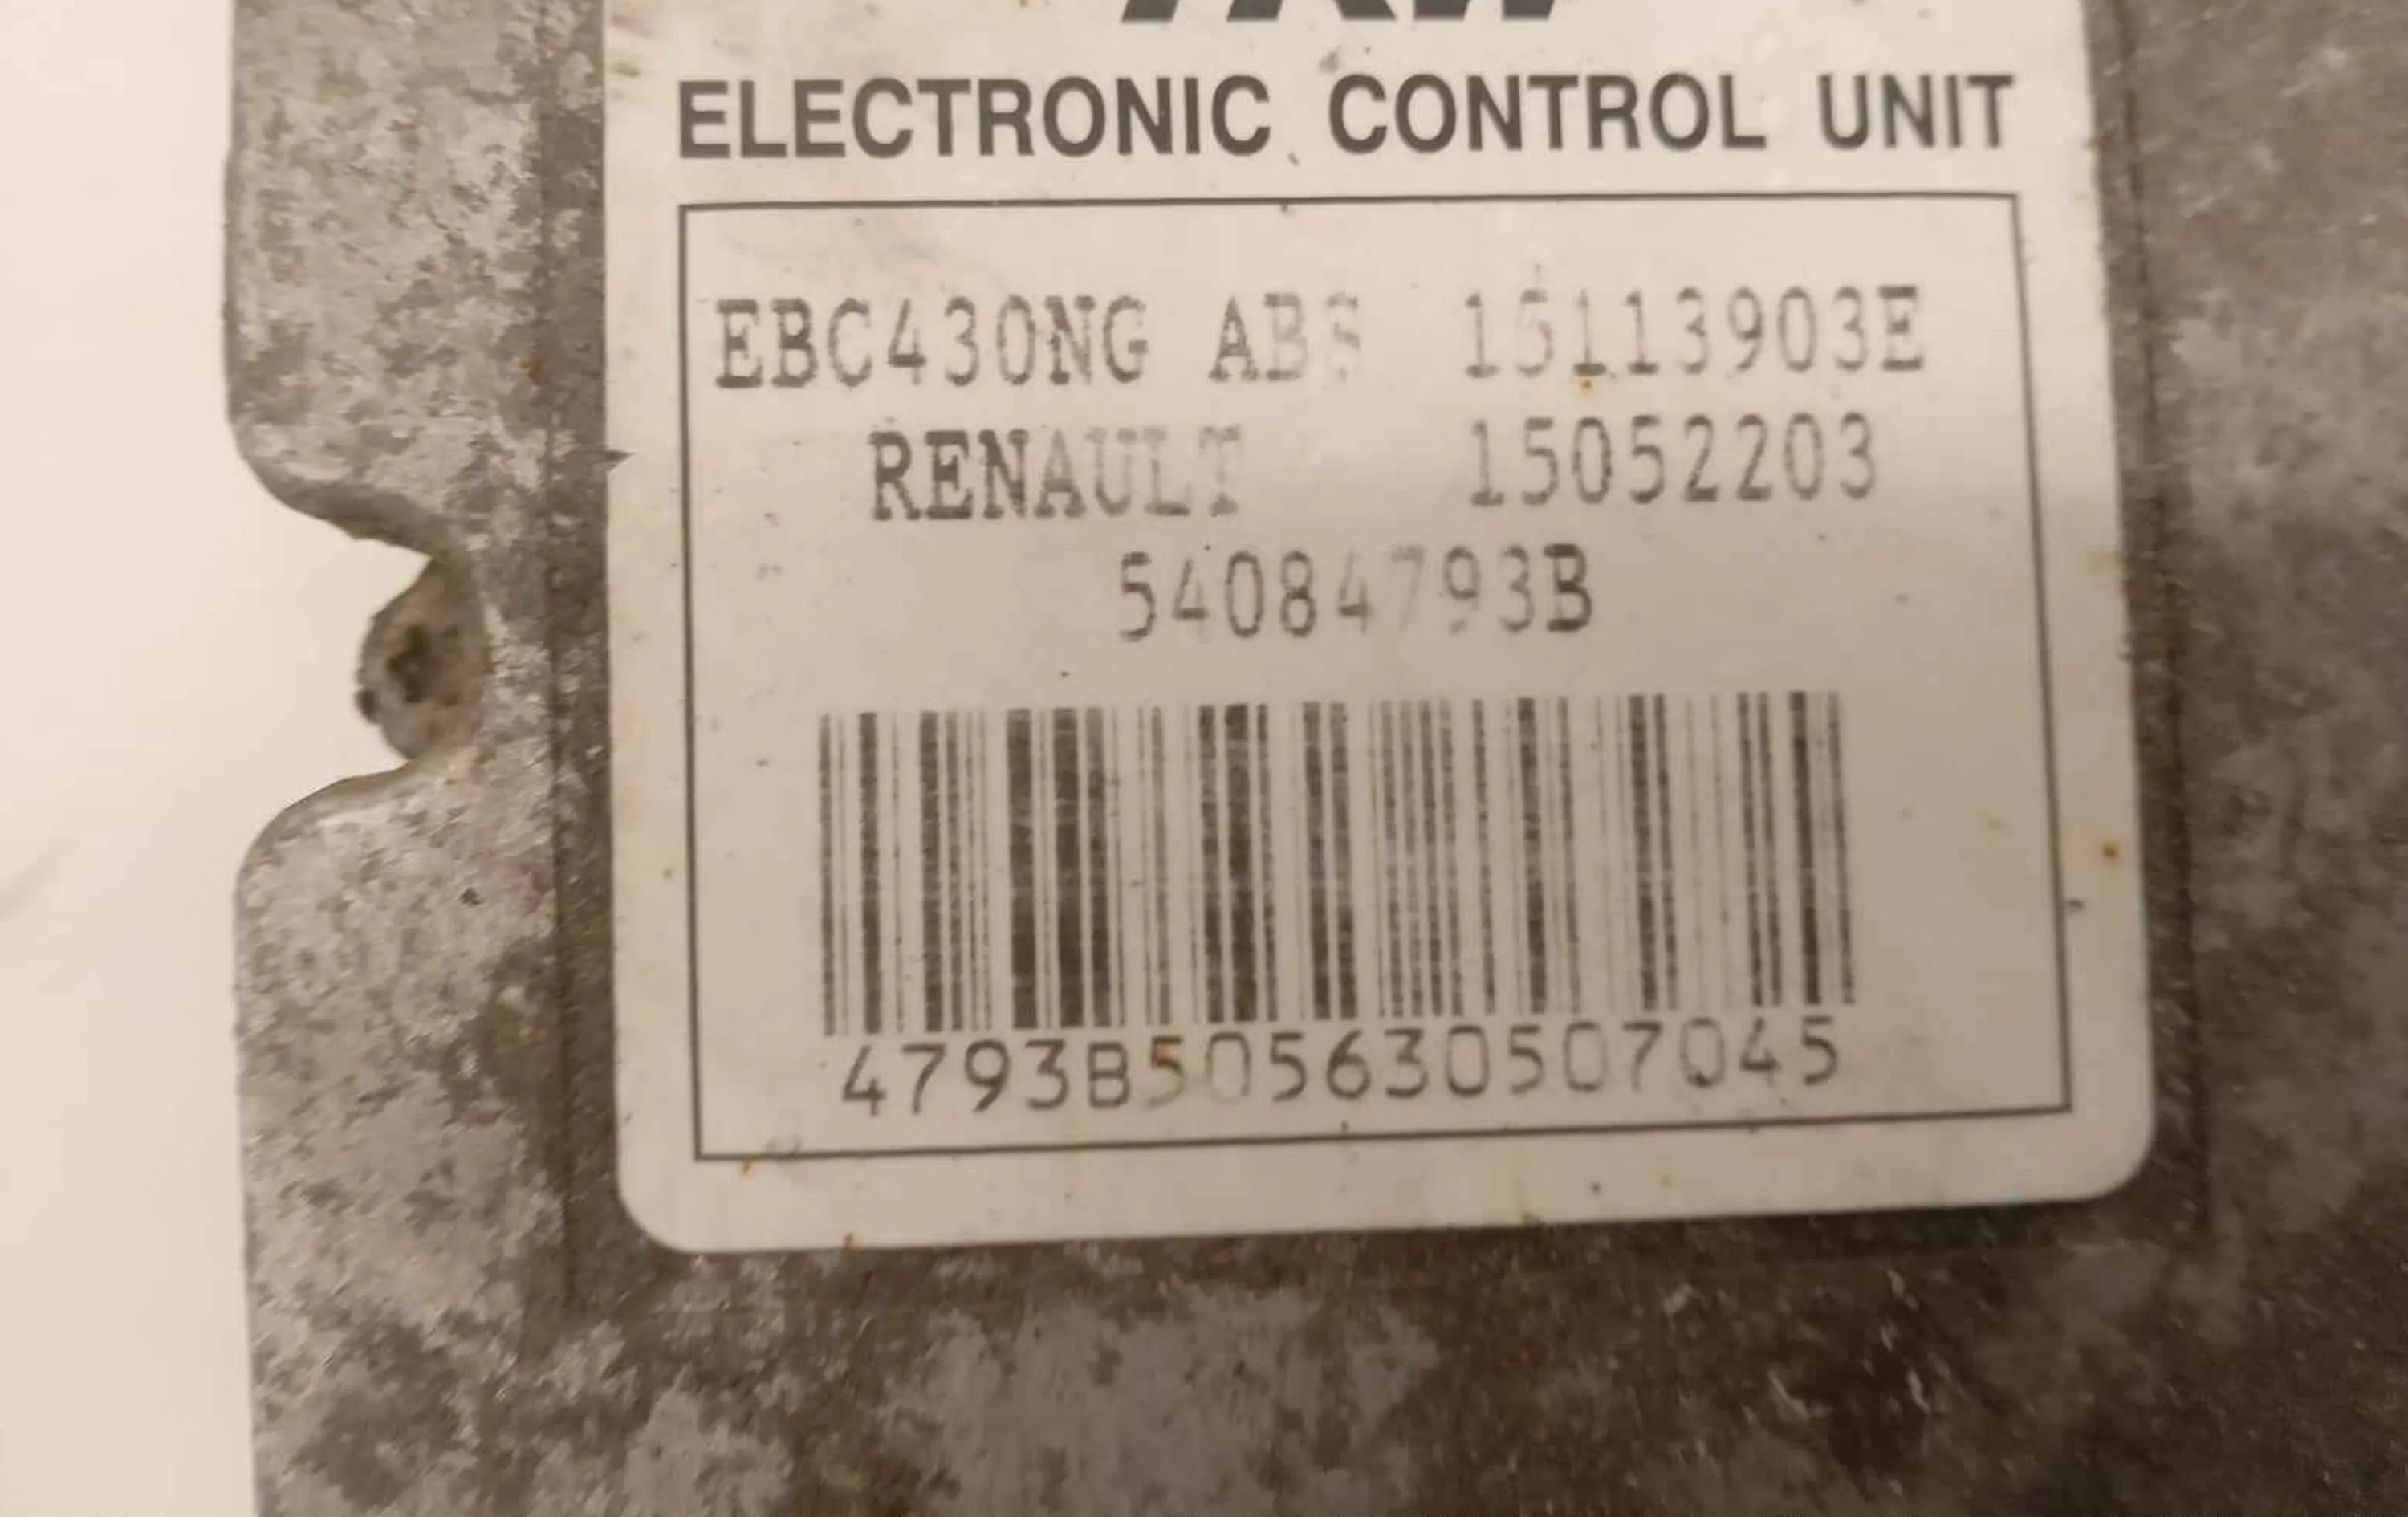 ELECTRONIC CONTROL UNIT
EBC430NG ABS 15113903E
RENAULT 15052203
54084793B
4793B505630507045